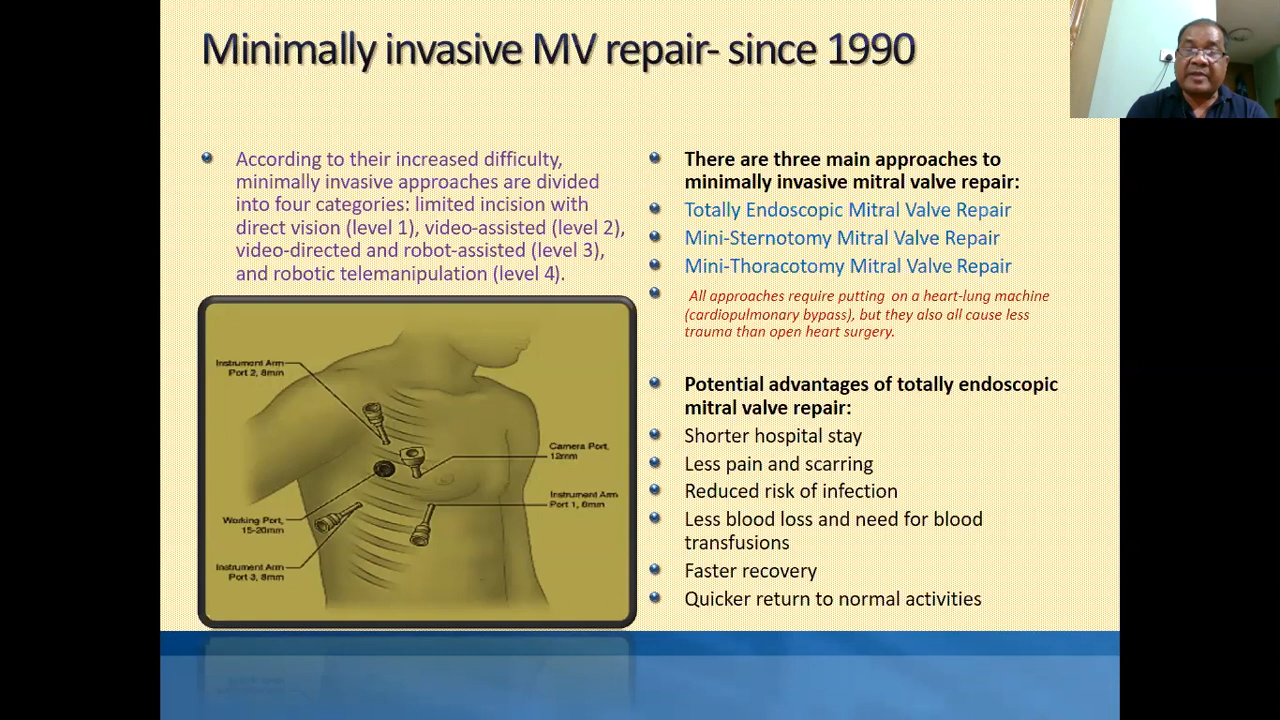 Minimally invasive MV repair- since 1990
According to their increased difficulty,
minimally invasive approaches are divided
into four categories: limited incision with
direct vision (level 1), video-assisted (level 2),
video-directed and robot-assisted (level 3),
and robotic telemanipulation (level 4).
Instrument Arm
Port 2, 8mm
Camera Port,
12mm
Instrument Arm
Port 1, 8mm
Working Port,
15-20mm
Instrument Arm
Port 3, 8mm
There are three main approaches to
minimally invasive mitral valve repair:
Totally Endoscopic Mitral Valve Repair
Mini-Sternotomy Mitral Valve Repair
Mini-Thoracotomy Mitral Valve Repair
All approaches require putting on a heart-lung machine
(cardiopulmonary bypass), but they also all cause less
trauma than open heart surgery.
Potential advantages of totally endoscopic
mitral valve repair:
Shorter hospital stay
Less pain and scarring
Reduced risk of infection
Less blood loss and need for blood
transfusions
Faster recovery
Quicker return to normal activities